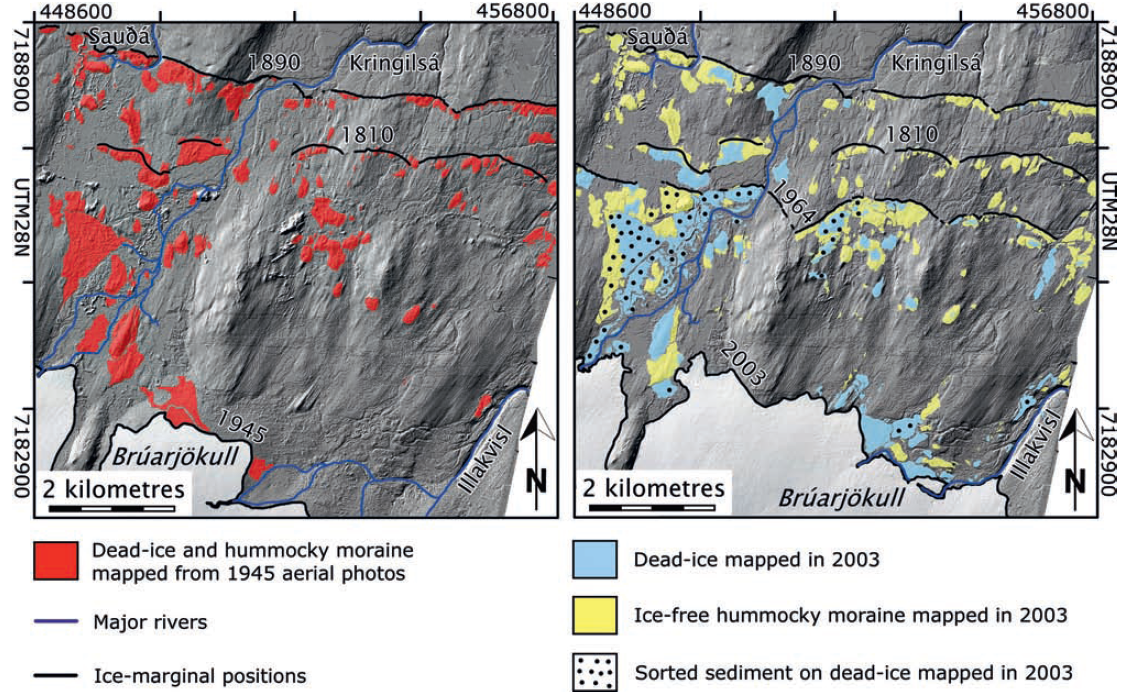 448600
456800
7188900
UTM28N
7182900
Sauðá
1890
Kringilsá
1810
1945
Brúarjökull
Illakvísl
2 kilometres
N
448600
456800
7188900
UTM28N
7182900
Sauðá
1890
Kringilsá
1810
1964
2003
Brúarjökull
Illakvísl
2 kilometres
N
Dead-ice and hummocky moraine
mapped from 1945 aerial photos
Major rivers
Ice-marginal positions
Dead-ice mapped in 2003
Ice-free hummocky moraine mapped in 2003
Sorted sediment on dead-ice mapped in 2003